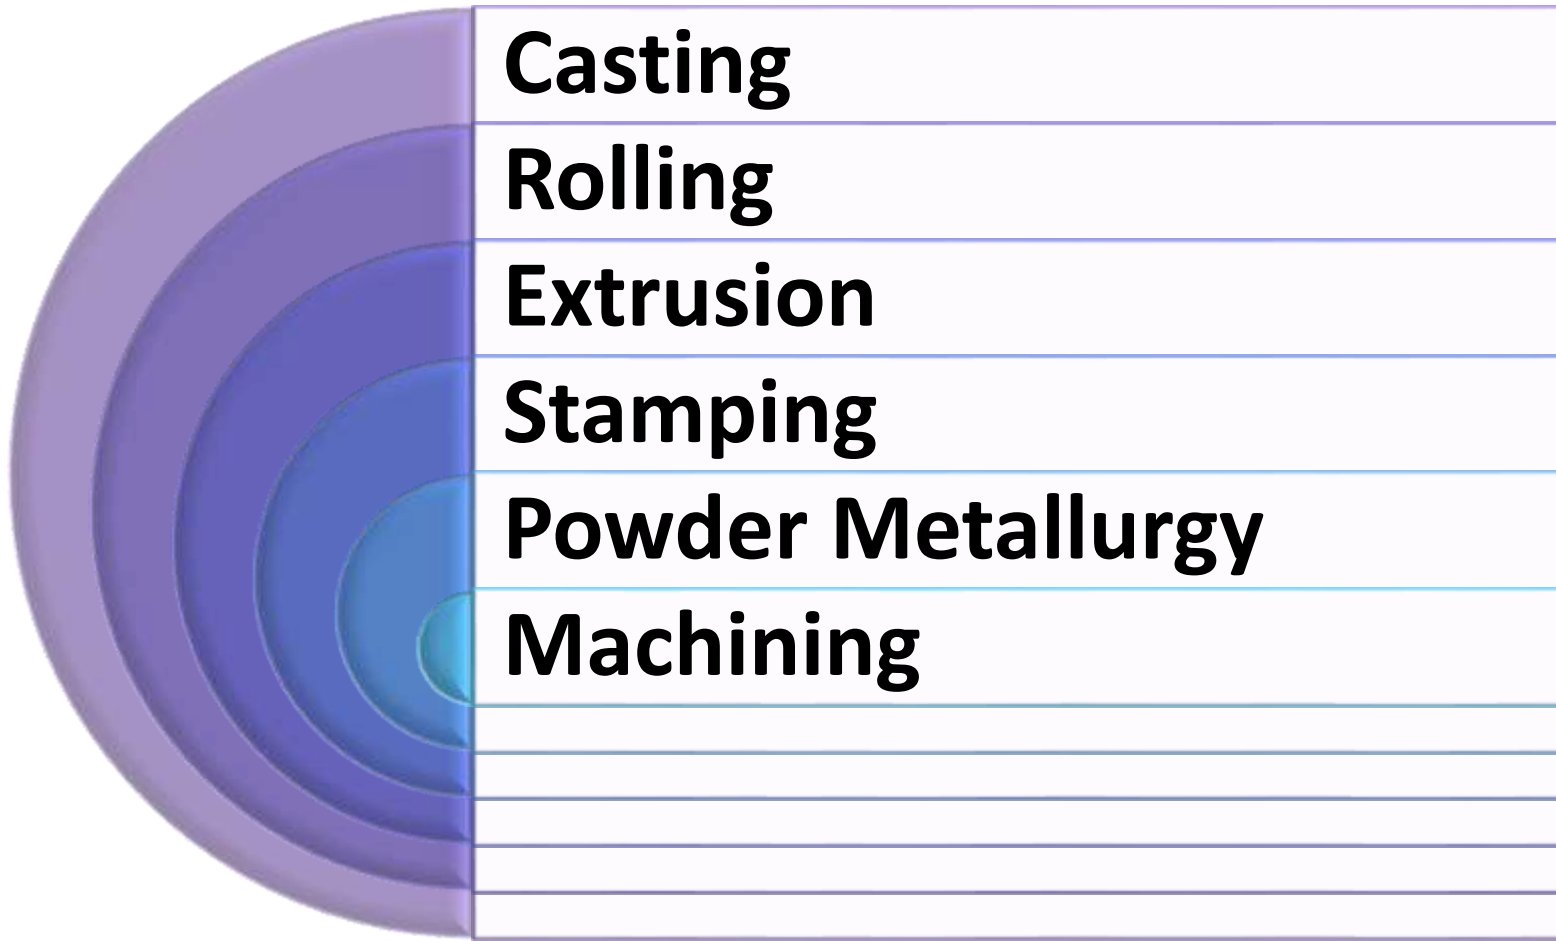 Casting
Rolling
Extrusion
Stamping
Powder Metallurgy
Machining